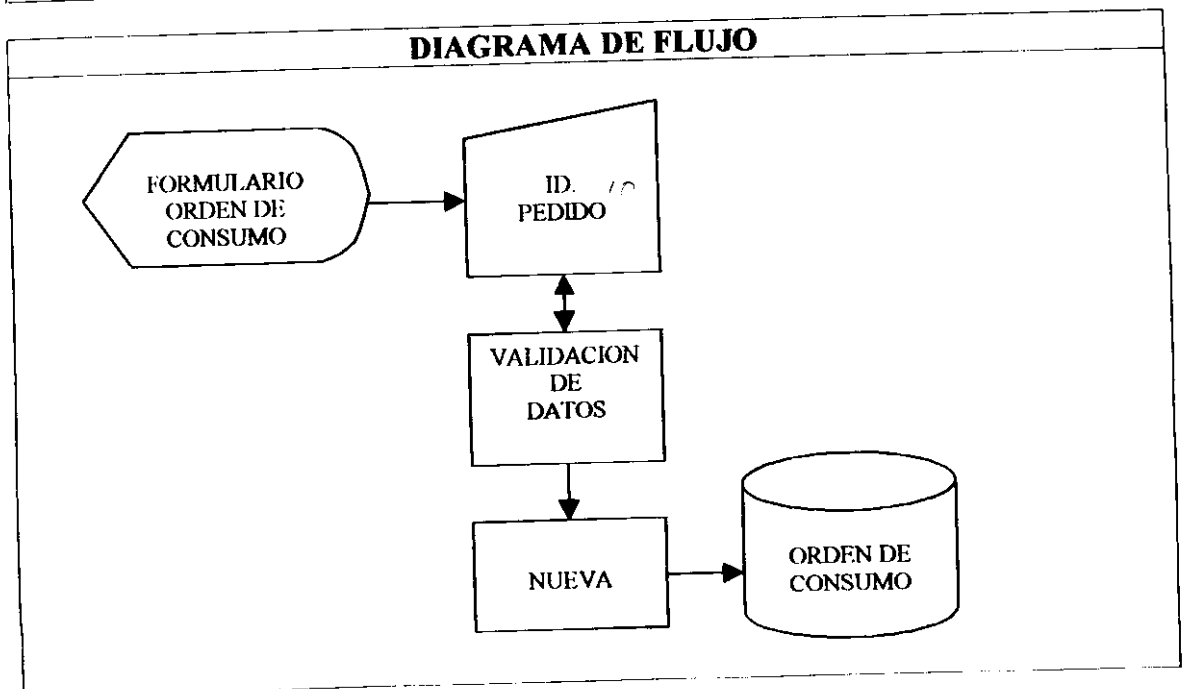 DIAGRAMA DE FLUJO
FORMULARIO
ORDEN DE
CONSUMO
ID.
PEDIDO
VALIDACION
DE
DATOS
NUEVA
ORDEN DE
CONSUMO